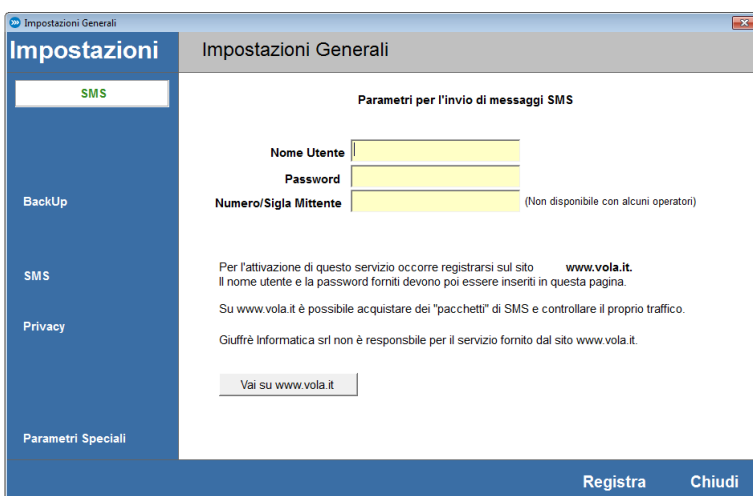 Impostazioni Generali
Impostazioni
Impostazioni Generali
SMS
Parametri per l'invio di messaggi SMS
Nome Utente
Password
Numero/Sigla Mittente
(Non disponibile con alcuni operatori)
BackUp
SMS
Privacy
Parametri Speciali
Per l'attivazione di questo servizio occorre registrarsi sul sito www.vola.it.
Il nome utente e la password forniti devono poi essere inseriti in questa pagina.
Su www.vola.it è possibile acquistare dei "pacchetti" di SMS e controllare il proprio traffico.
Giuffrè Informatica srl non è responsbile per il servizio fornito dal sito www.vola.it.
Vai su www.vola.it
Registra
Chiudi